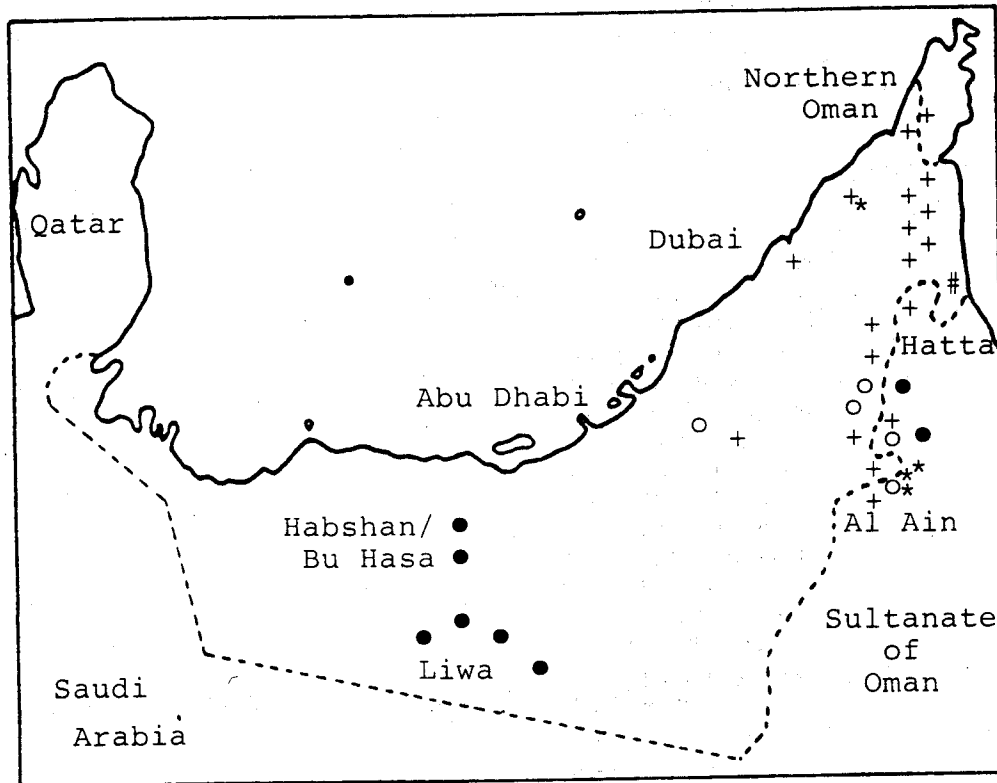 Northern
Oman
Qatar
Dubai
Hatta
Abu Dhabi
Habshan/
Bu Hasa
Al Ain
Liwa
Sultanate
of
Oman
Saudi
Arabia